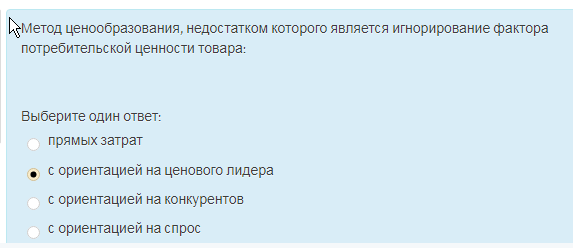 Метод ценообразования, недостатком которого является игнорирование фактора
потребительской ценности товара:
Выберите один ответ:
прямых затрат
с ориентацией на ценового лидера
с ориентацией на конкурентов
с ориентацией на спрос